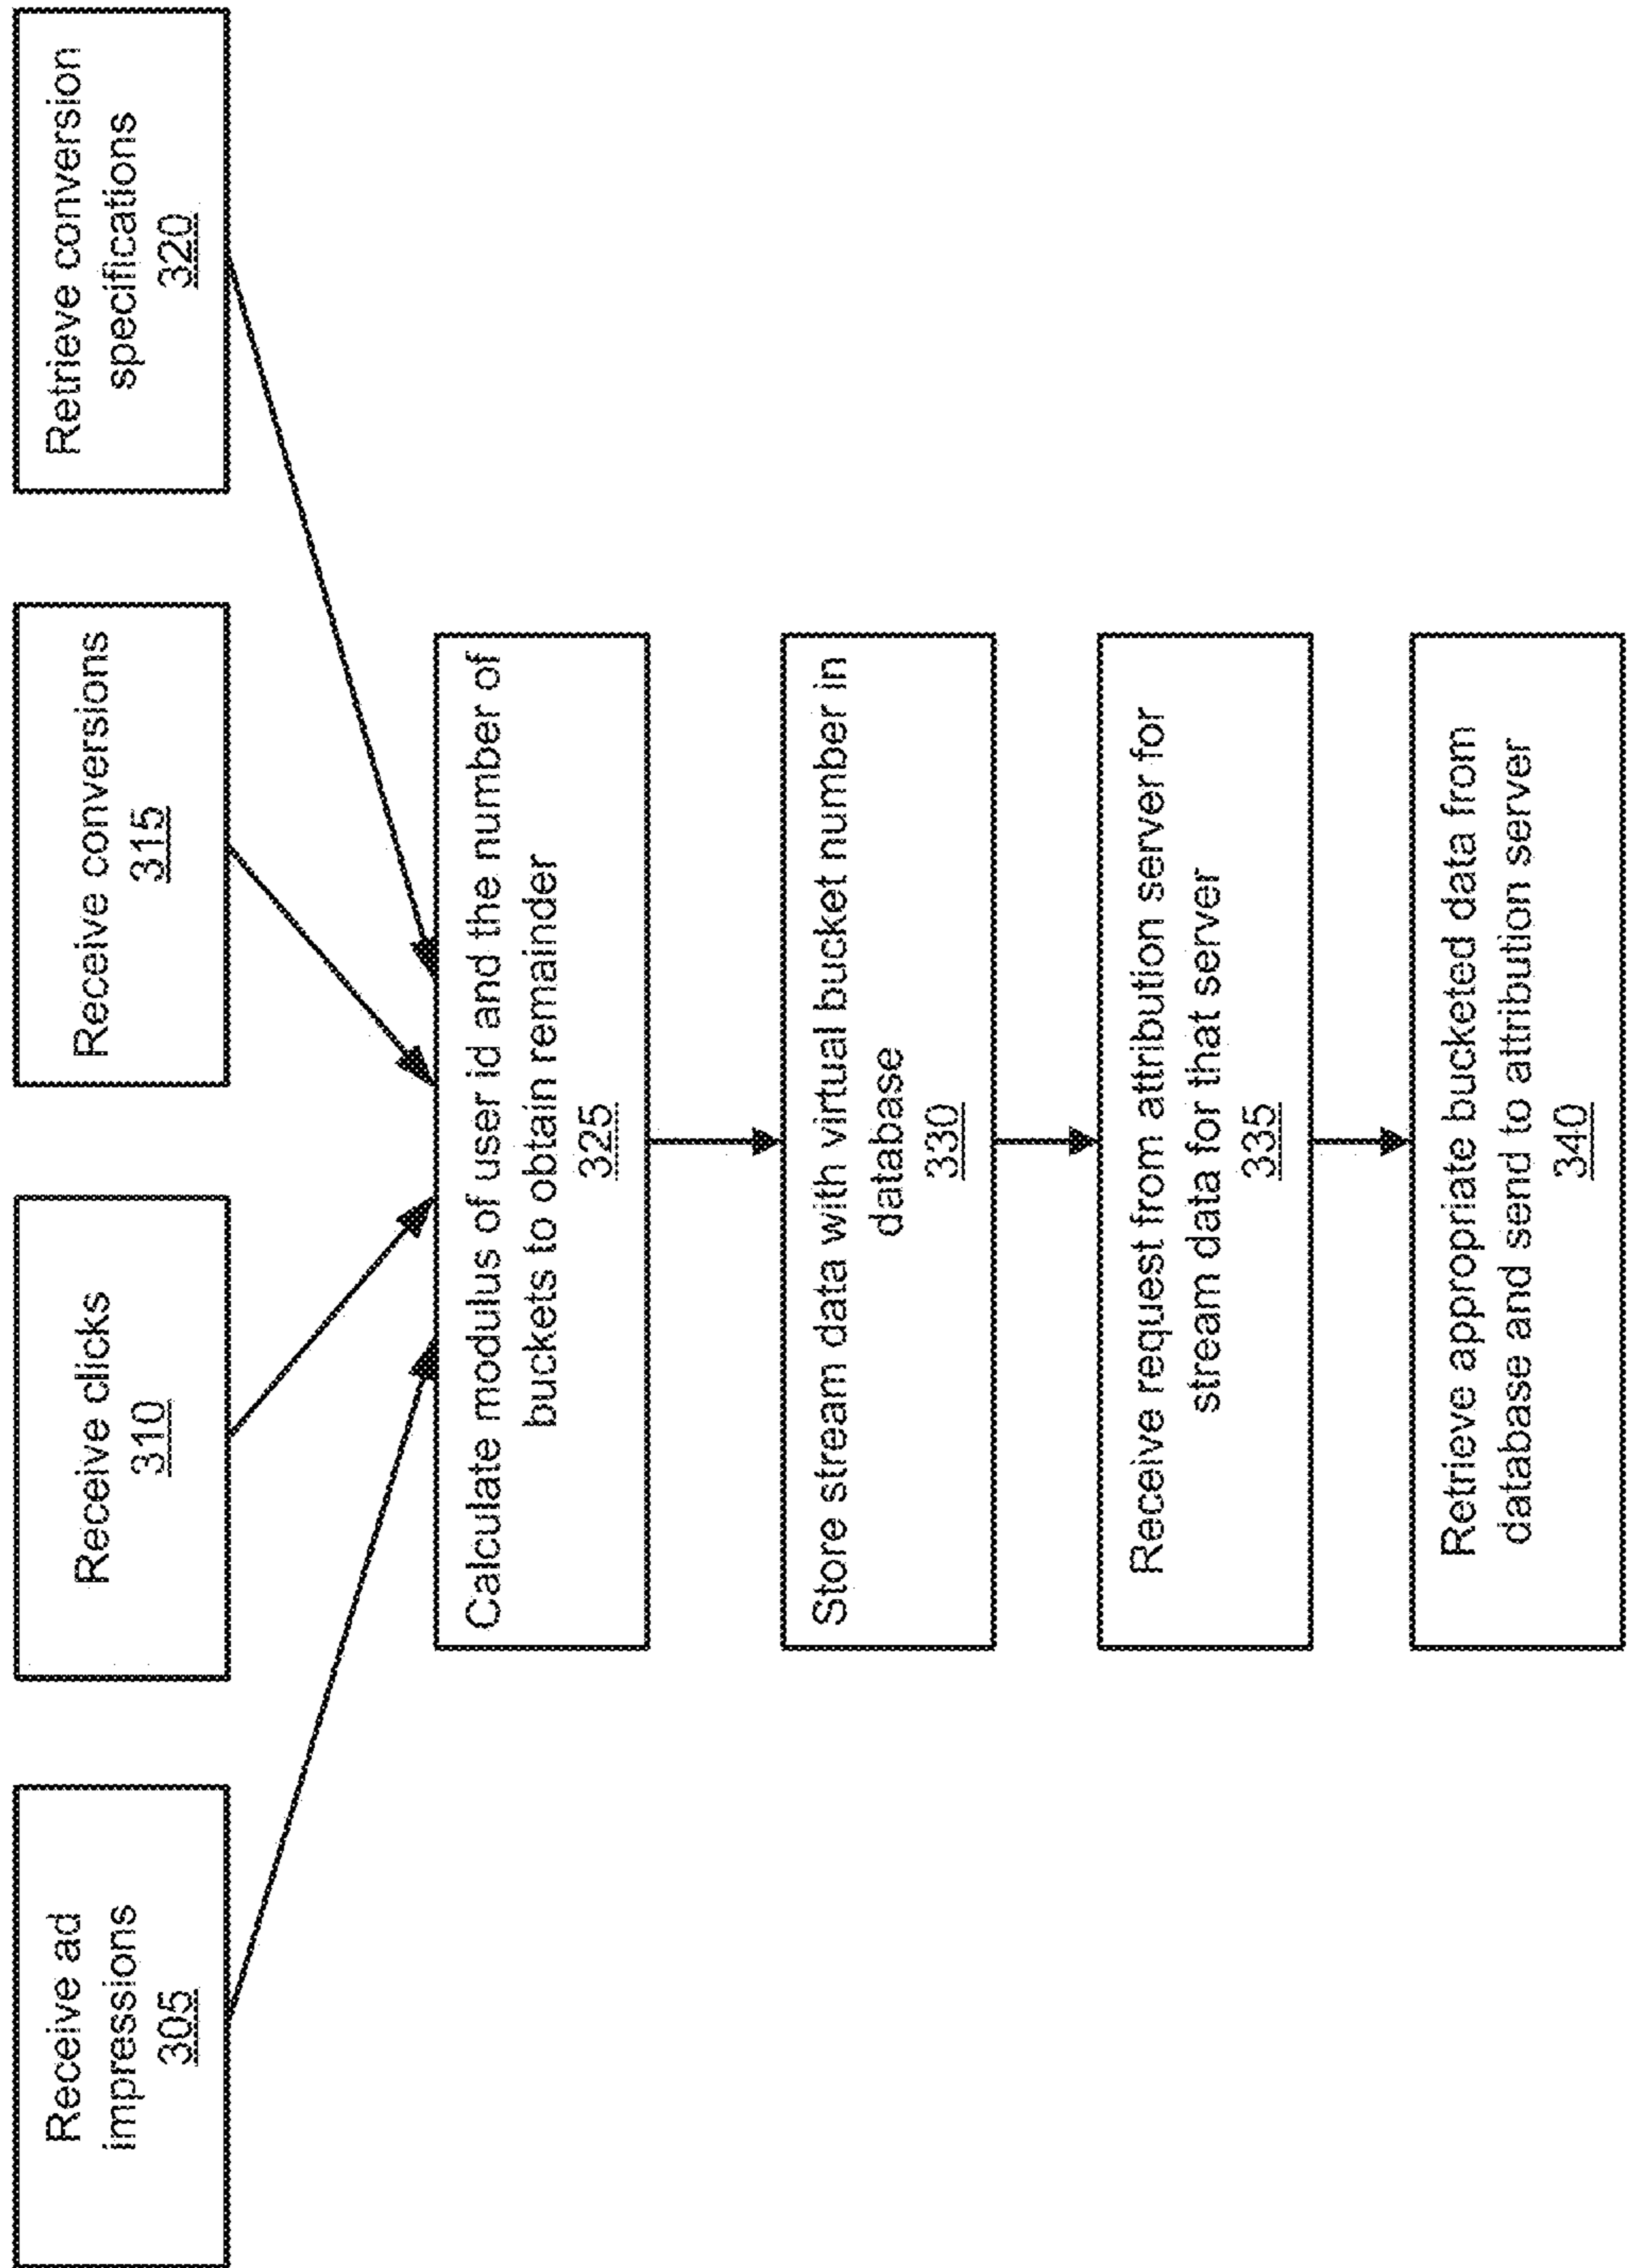 Receive ad
impressions
305
Receive clicks
310
Receive conversions
315
Retrieve conversion
specifications
320
Calculate modulus of user id and the number of
buckets to obtain remainder
325
Store stream data with virtual bucket number in
database
330
Receive request from attribution server for
stream data for that server
335
Retrieve appropriate bucketed data from
database and send to attribution server
340